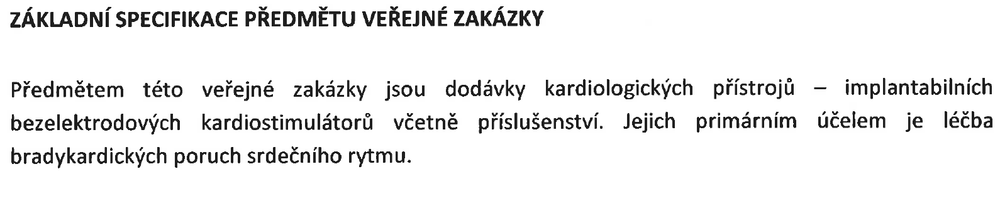 ZÁKLADNÍ SPECIFIKACE PŘEDMĚTU VEŘEJNÉ ZAKÁZKY
Předmětem této veřejné zakázky jsou dodávky kardiologických přístrojů – implantabilních
bezelektrodových kardiostimulátorů včetně příslušenství. Jejich primárním účelem je léčba
bradykardických poruch srdečního rytmu.